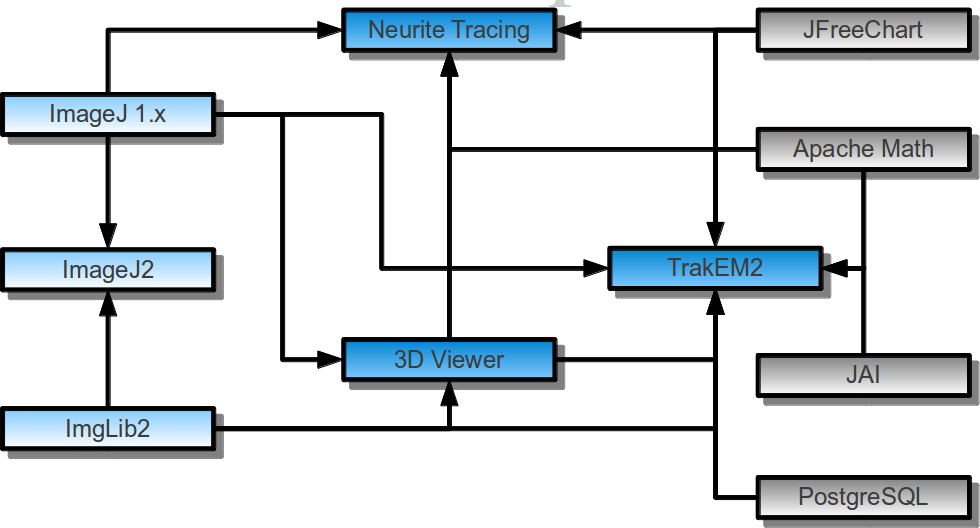 Neurite Tracing
JFreeChart
ImageJ 1.x
Apache Math
ImageJ2
TrakEM2
3D Viewer
JAI
ImgLib2
PostgreSQL